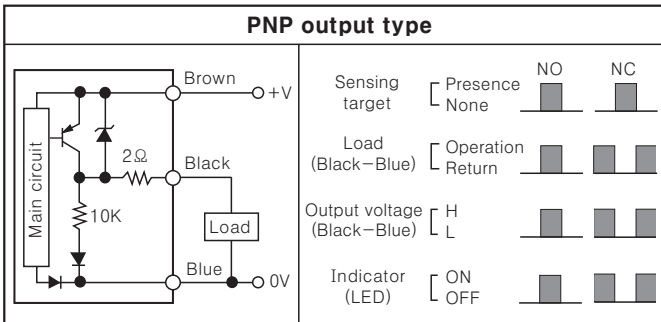 PNP output type
Main circuit
Brown
+V
2Ω
Black
10K
Load
Blue
0V
NO NC
Sensing target
Presence
None
Load
(Black-Blue)
Operation
Return
Output voltage
(Black-Blue)
H
L
Indicator
(LED)
ON
OFF